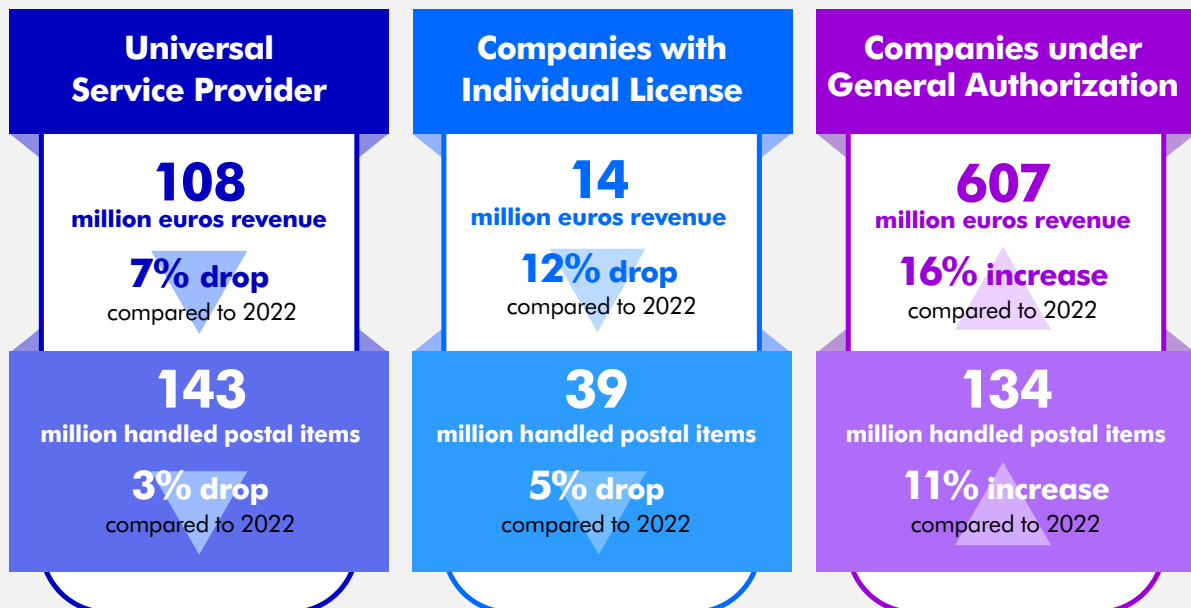 Universal
Service Provider
108
million euros revenue
7% drop
compared to 2022
143
million handled postal items
3% drop
compared to 2022
Companies with
Individual License
14
million euros revenue
12% drop
compared to 2022
39
million handled postal items
5% drop
compared to 2022
Companies under
General Authorization
607
million euros revenue
16% increase
compared to 2022
134
million handled postal items
11% increase
compared to 2022